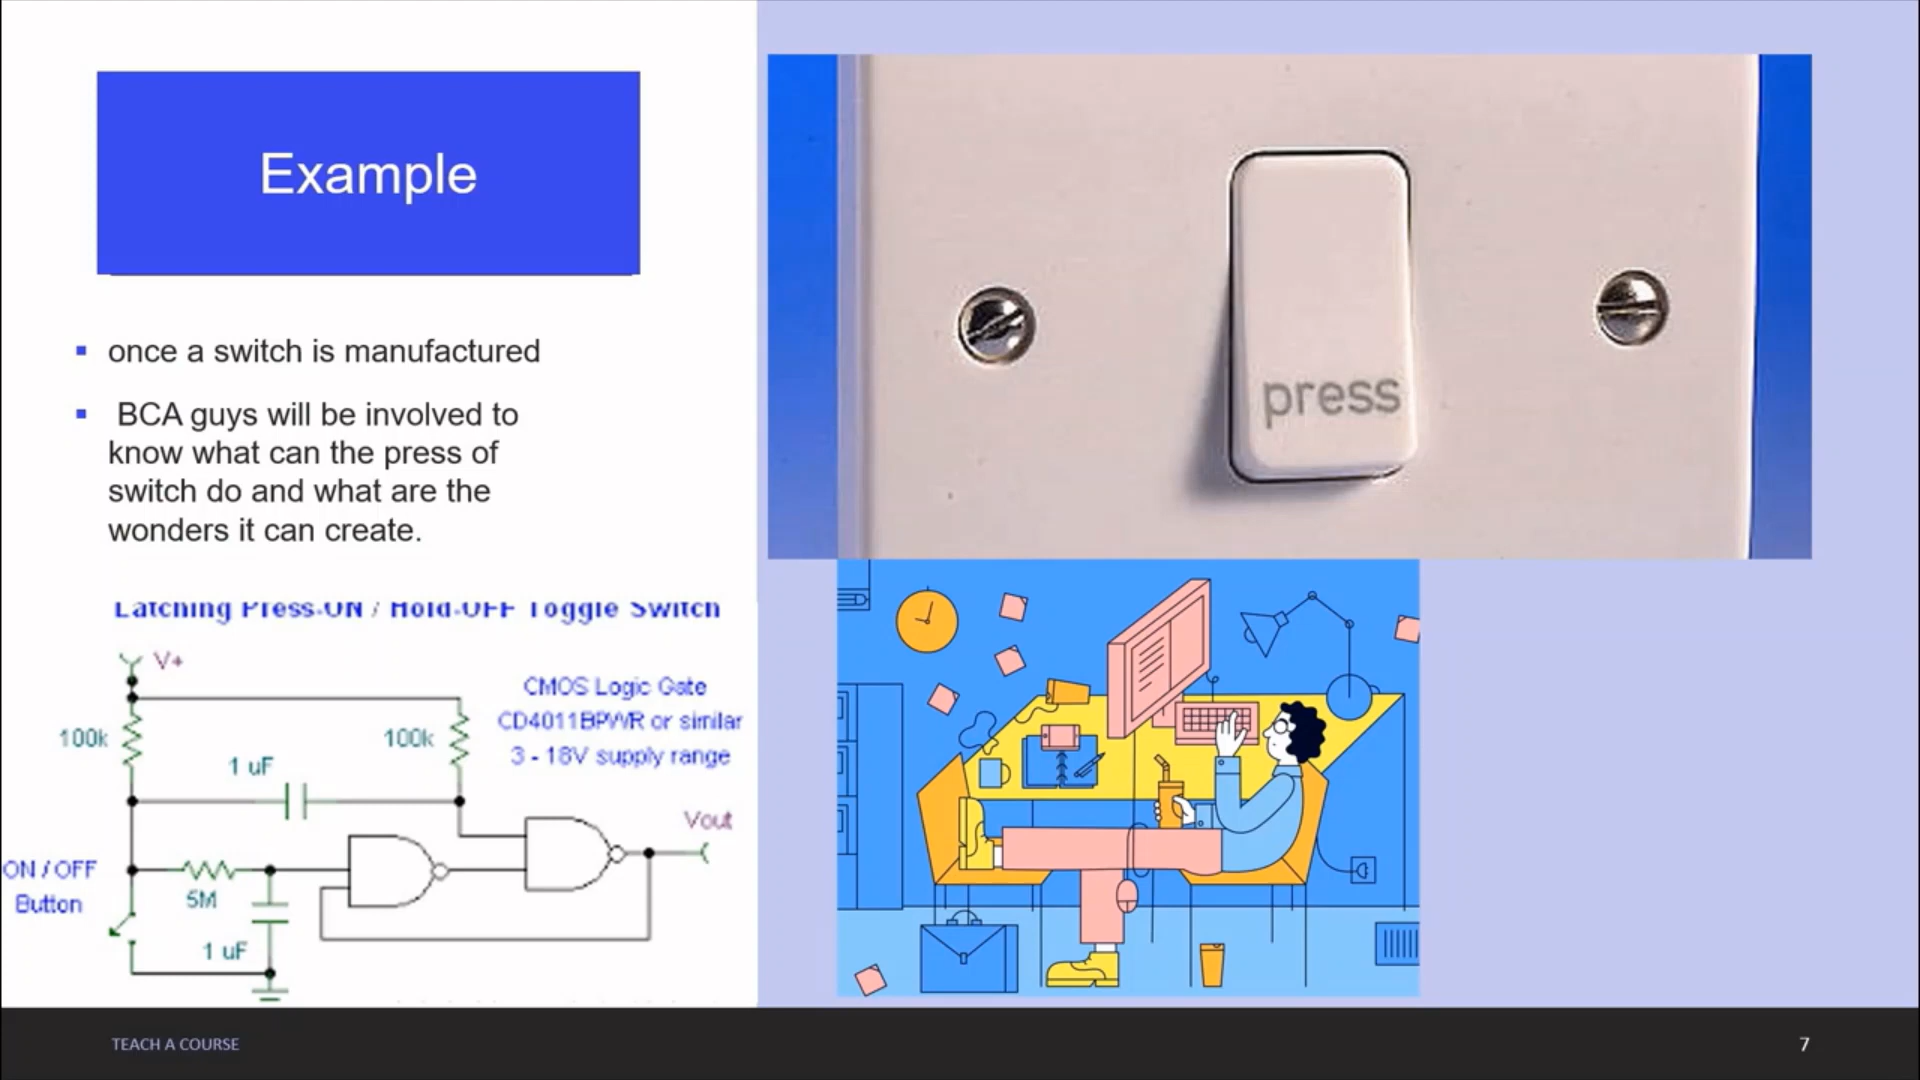 Example
once a switch is manufactured
BCA guys will be involved to
know what can the press of
switch do and what are the
wonders it can create.
press
Latching Press-ON / Hold-OFF Toggle Switch
V+
CMOS Logic Gate
CD4011BPWR or similar
3 - 18V supply range
100k
100k
1 uF
Vout
ON / OFF
Button
5M
1 uF
TEACH A COURSE
7